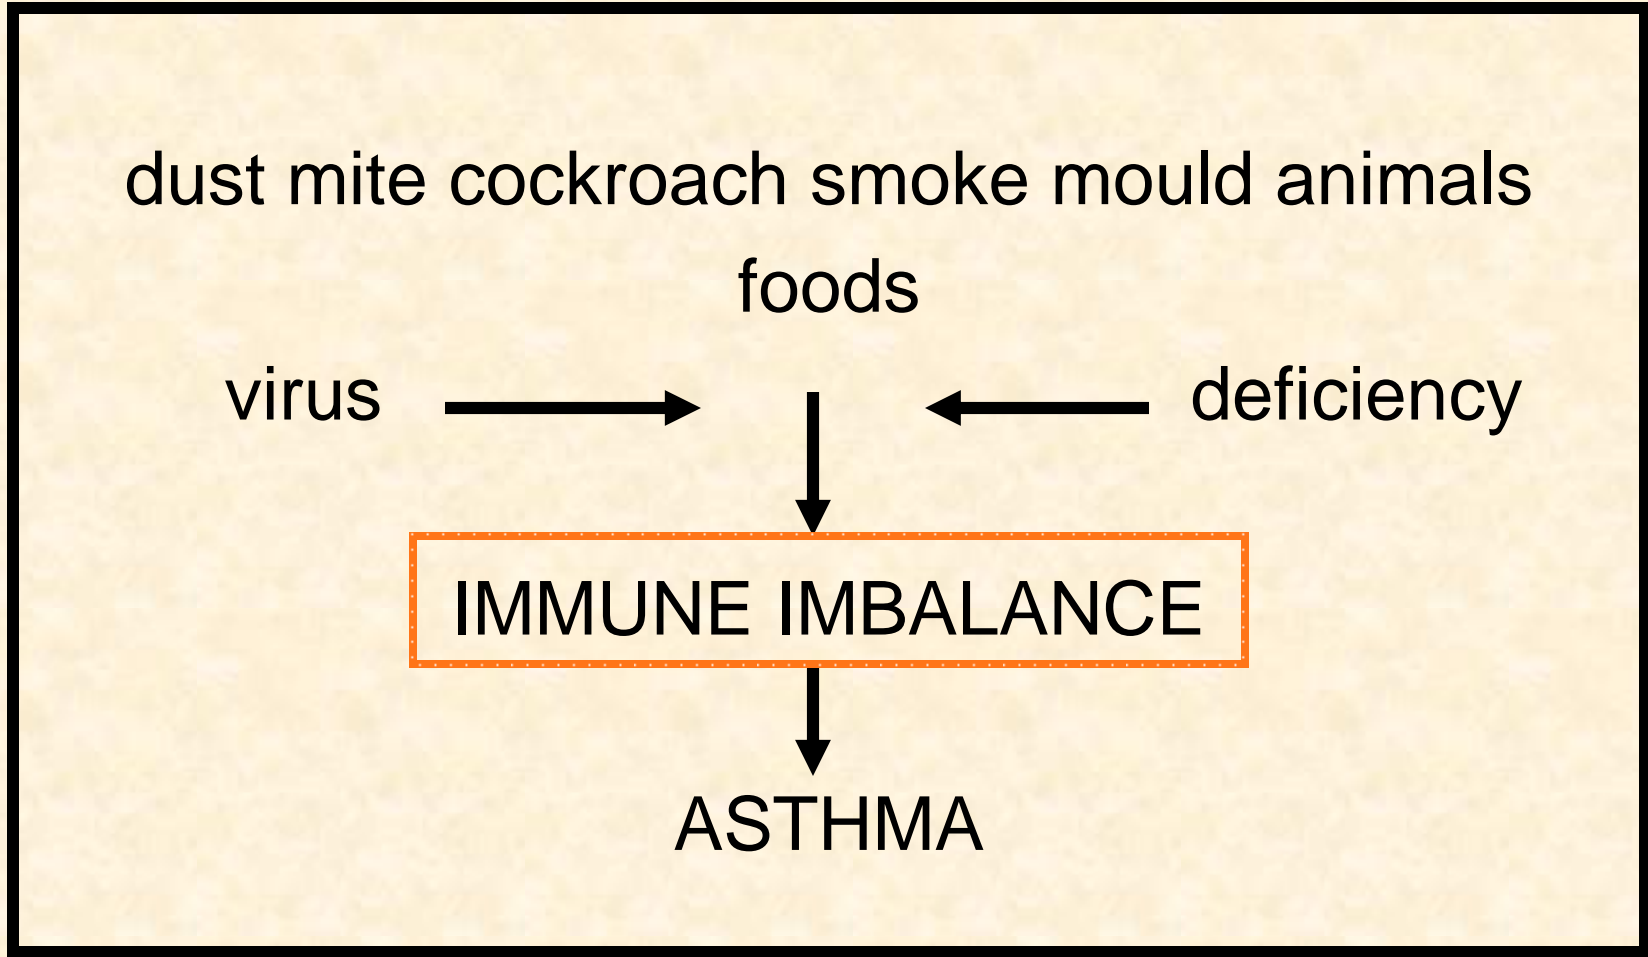 dust mite cockroach smoke mould animals
foods
virus deficiency
IMMUNE IMBALANCE
ASTHMA